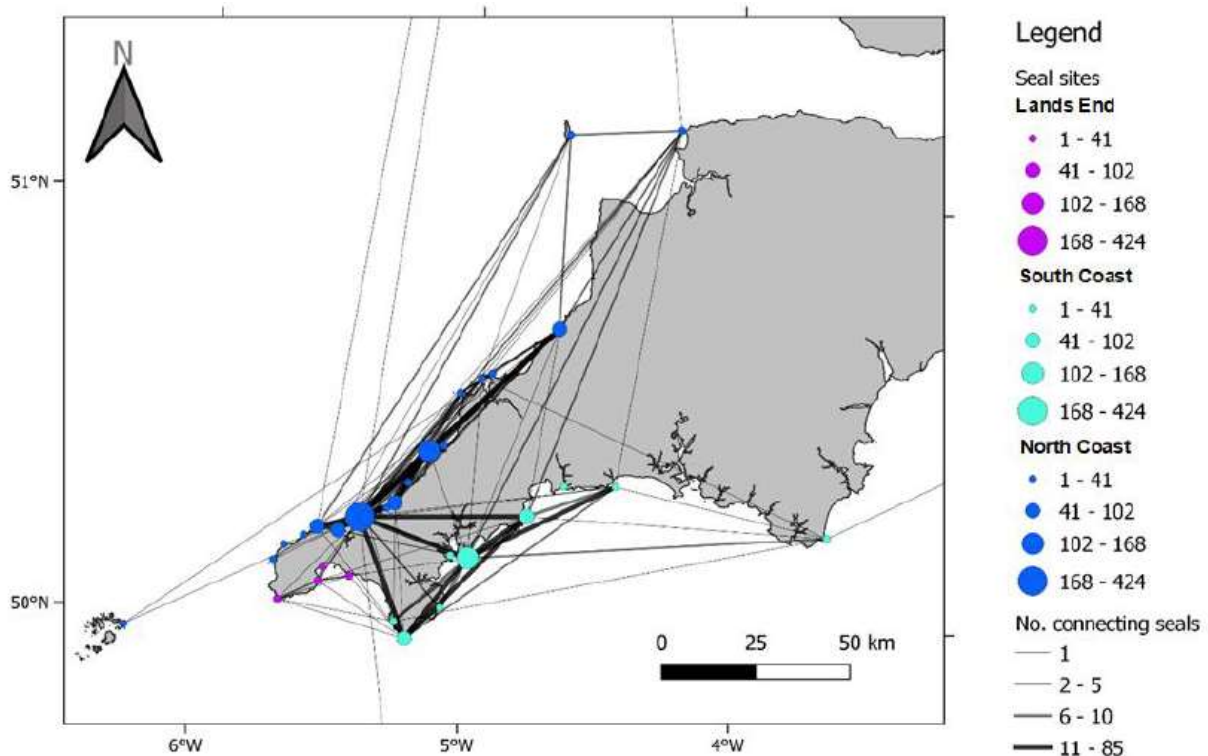 N
51°N
50°N
6°W
5°W
4°W
0 25 50 km
Legend
Seal sites
Lands End
1 - 41
41 - 102
102 - 168
168 - 424
South Coast
1 - 41
41 - 102
102 - 168
168 - 424
North Coast
1 - 41
41 - 102
102 - 168
168 - 424
No. connecting seals
1
2 - 5
6 - 10
11 - 85